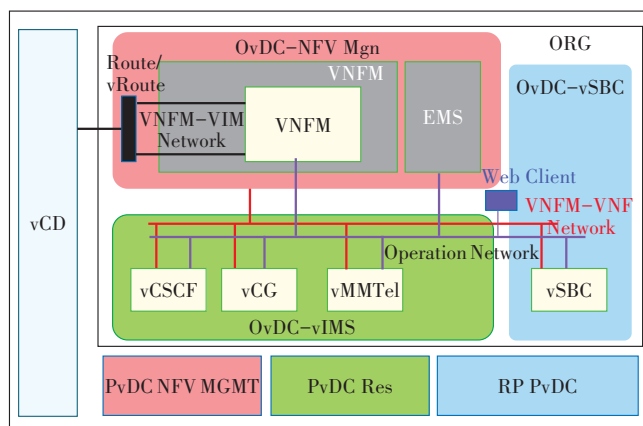 OvDC-NFV Mgn
ORG
Route/
vRoute
VNFM
OvDC-vSBC
VNFM-VIM
Network
VNFM
EMS
Web Client
vCD
VNFM-VNF
Network
Operation Network
vCSCF
vCG
vMMTel
vSBC
OvDC-vIMS
PvDC NFV MGMT
PvDC Res
RP PvDC